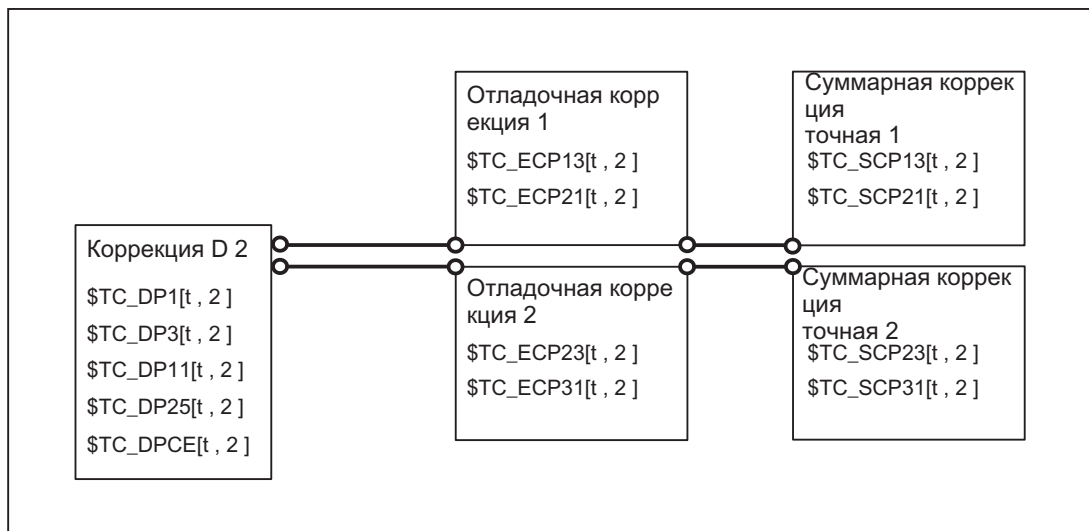 Коррекция D 2
$TC_DP1[t , 2 ]
$TC_DP3[t , 2 ]
$TC_DP11[t , 2 ]
$TC_DP25[t , 2 ]
$TC_DPCE[t , 2 ]
Отладочная корр
екция 1
$TC_ECP13[t , 2 ]
$TC_ECP21[t , 2 ]
Отладочная корре
кция 2
$TC_ECP23[t , 2 ]
$TC_ECP31[t , 2 ]
Суммарная коррек
ция
точная 1
$TC_SCP13[t , 2 ]
$TC_SCP21[t , 2 ]
Суммарная коррек
ция
точная 2
$TC_SCP23[t , 2 ]
$TC_SCP31[t , 2 ]